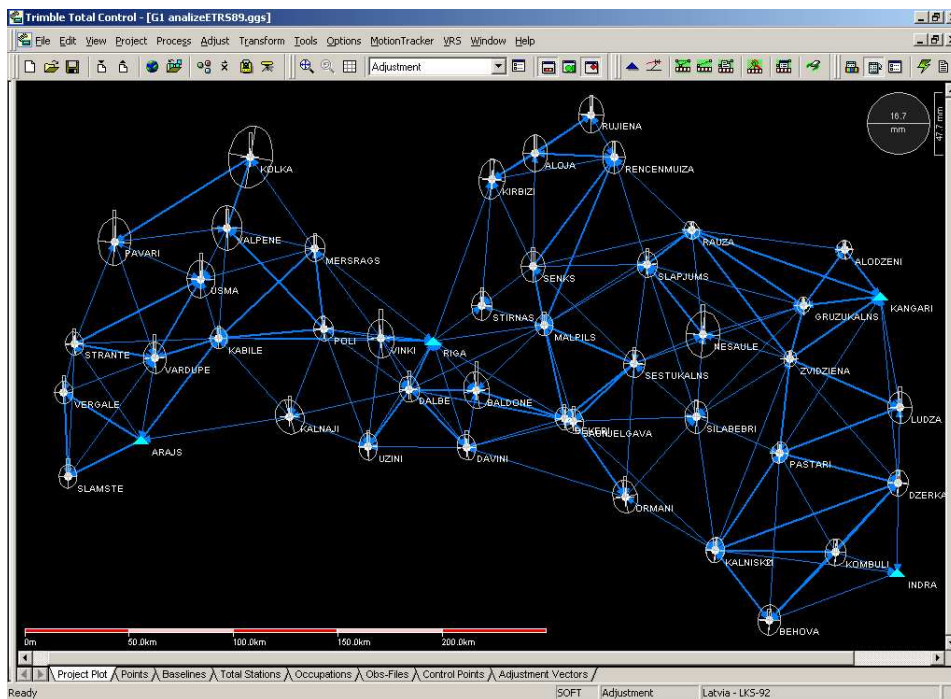 Trimble Total Control - [G1 analizeETRS89.ggs]
File Edit View Project Process Adjust Transform Tools Options MotionTracker VRS Window Help
Adjustment
16.7
mm
47.7 mm
RUJIENA
ALOJA
RENCENMUIZA
KOLKA
KIRBIZI
VALPENE
RAUZA
PAVARI
MERSRAGS
ALODZENI
SENKS
SLAPJUMS
USMA
KANGARI
STIRNAS
GRUZUKALNS
POLI
MALPILS
NESAULE
STRANTE
KABILE
VINKI
RIGA
VARDUPE
SESTUKALNS
ZVIDZIENA
VERGALE
DALBE
BALDONE
KALNAJI
SILABEBRI
LUDZA
ARAJS
UZINI
DAVINI
PASTARI
SLAMSTE
DZERKA
ORMANI
KALNISKI
KOMBULI
INDRA
BEHOVA
0m 50.0km 100.0km 150.0km 200.0km
Project Plot Points Baselines Total Stations Occupations Obs-Files Control Points Adjustment Vectors
Ready SOFT Adjustment Latvia - LKS-92